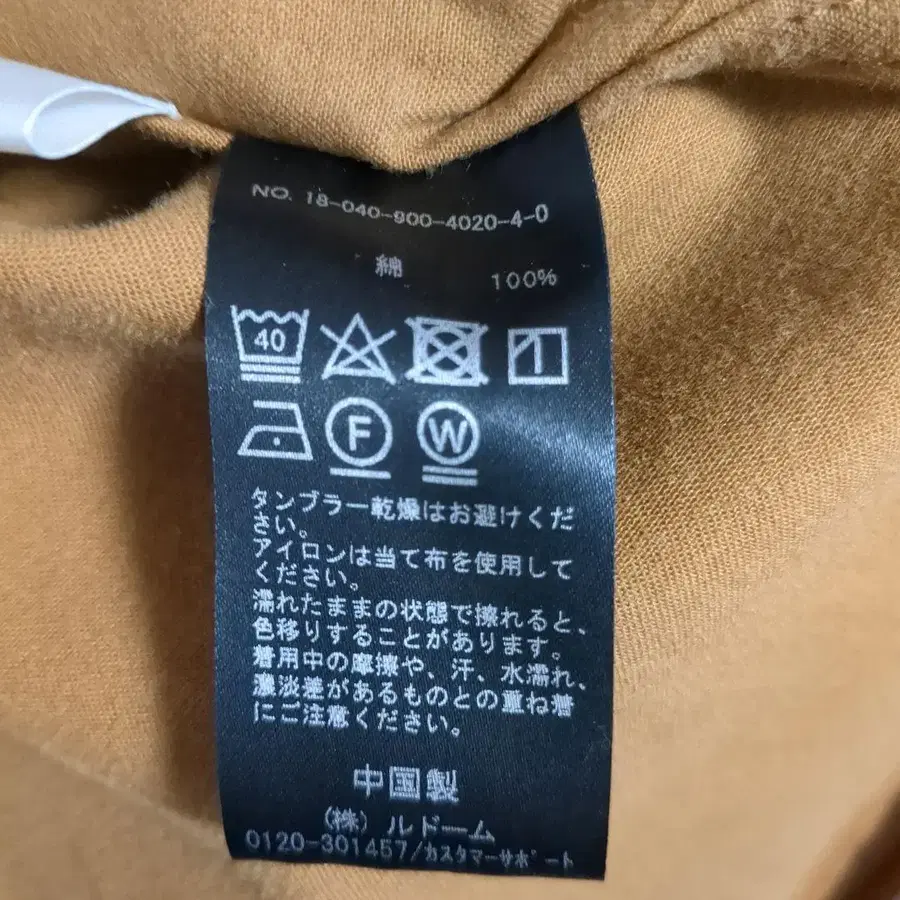 NO. 18-040-900-4020-4-0
綿 100%
40
F W
タンブラー乾燥はお避けくだ
さい。
アイロンは当て布を使用して
ください。
濡れたままの状態で擦れると、
色移りすることがあります。
着用中の摩擦や、汗、水濡れ、
濃淡差があるものとの重ね着
にご注意ください。
中国製
(株) ルドーム
0120-301457/カスタマーサポート